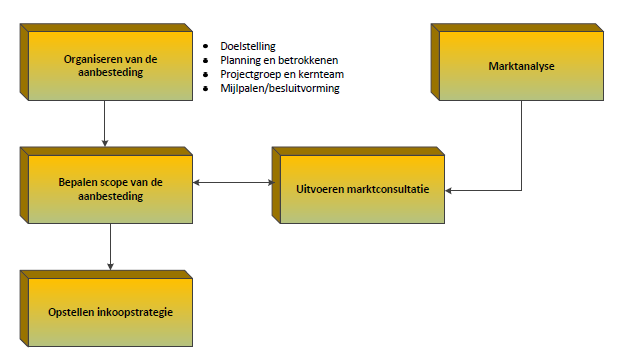 Organiseren van de
aanbesteding
• Doelstelling
• Planning en betrokkenen
• Projectgroep en kernteam
• Mijlpalen/besluitvorming
Marktanalyse
Bepalen scope van de
aanbesteding
Uitvoeren marktconsultatie
Opstellen inkoopstrategie